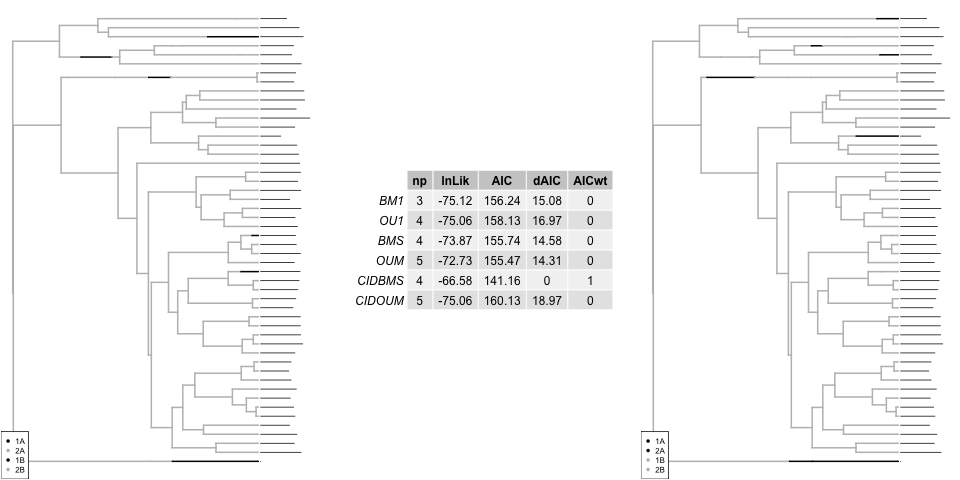 np lnLik AIC dAIC AICwt
BM1 3 -75.12 156.24 15.08 0
OU1 4 -75.06 158.13 16.97 0
BMS 4 -73.87 155.74 14.58 0
OUM 5 -72.73 155.47 14.31 0
CIDBMS 4 -66.58 141.16 0 1
CIDOUM 5 -75.06 160.13 18.97 0
1A
2A
1B
2B
1A
2A
1B
2B